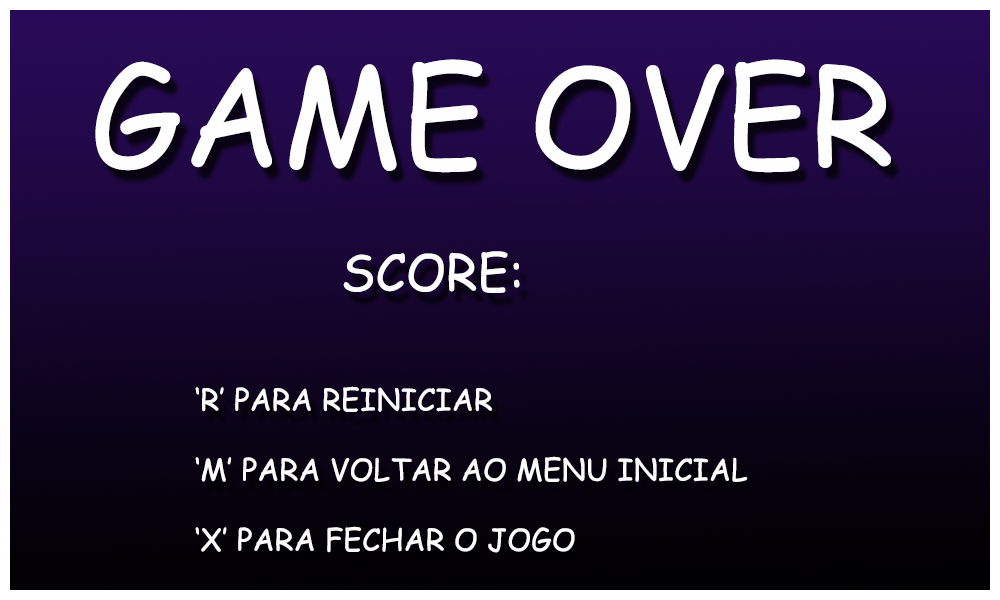 GAME OVER
SCORE:
‘R’ PARA REINICIAR
‘M’ PARA VOLTAR AO MENU INICIAL
‘X’ PARA FECHAR O JOGO